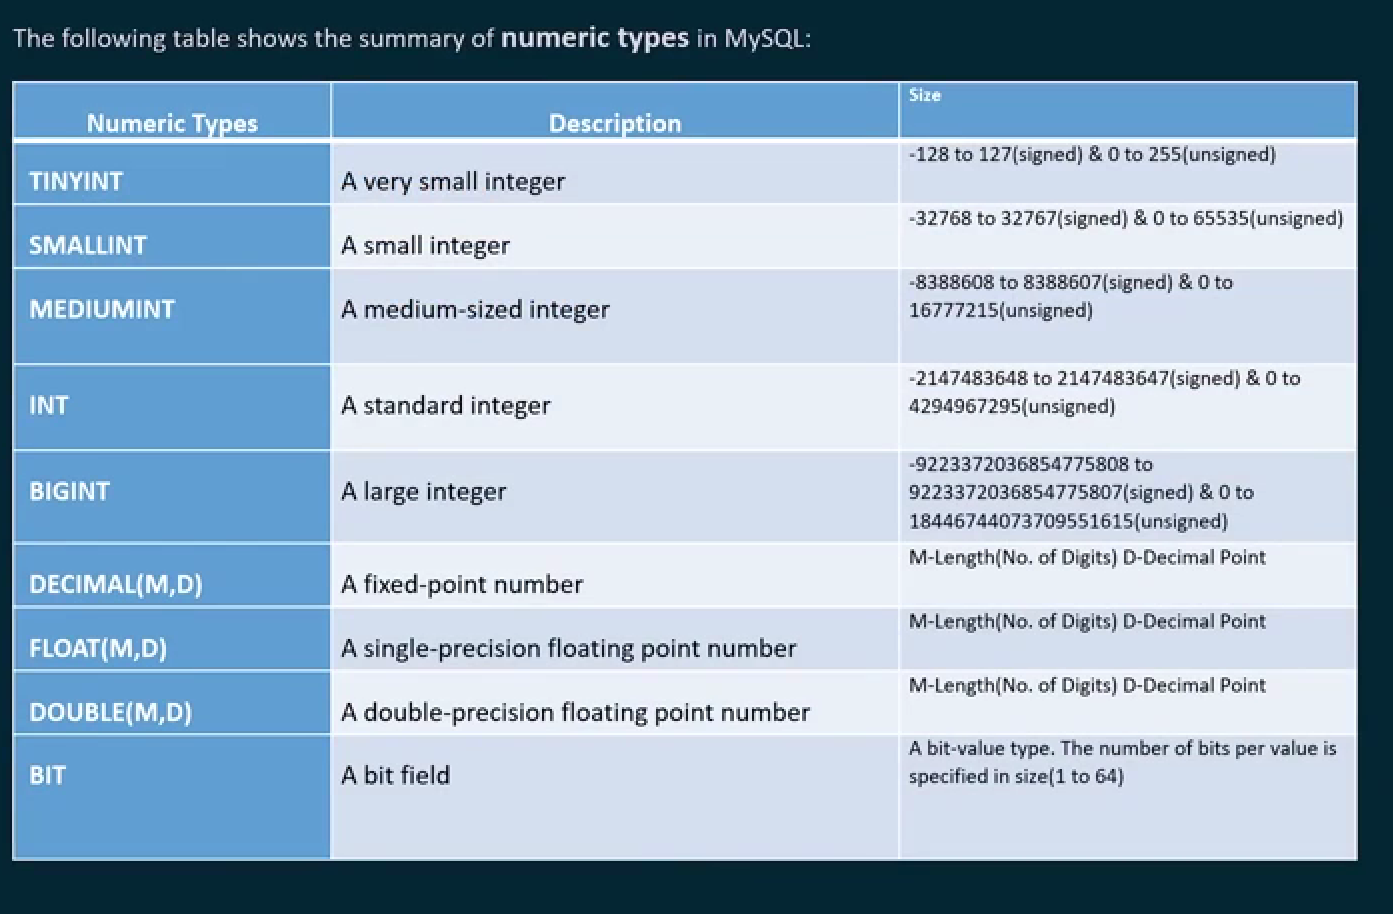 The following table shows the summary of numeric types in MySQL:
Numeric Types Description Size
TINYINT A very small integer -128 to 127(signed) & 0 to 255(unsigned)
SMALLINT A small integer -32768 to 32767(signed) & 0 to 65535(unsigned)
MEDIUMINT A medium-sized integer -8388608 to 8388607(signed) & 0 to
16777215(unsigned)
INT A standard integer -2147483648 to 2147483647(signed) & 0 to
4294967295(unsigned)
BIGINT A large integer -9223372036854775808 to
9223372036854775807(signed) & 0 to
18446744073709551615(unsigned)
DECIMAL(M,D) A fixed-point number M-Length(No. of Digits) D-Decimal Point
FLOAT(M,D) A single-precision floating point number M-Length(No. of Digits) D-Decimal Point
DOUBLE(M,D) A double-precision floating point number M-Length(No. of Digits) D-Decimal Point
BIT A bit field A bit-value type. The number of bits per value is
specified in size(1 to 64)